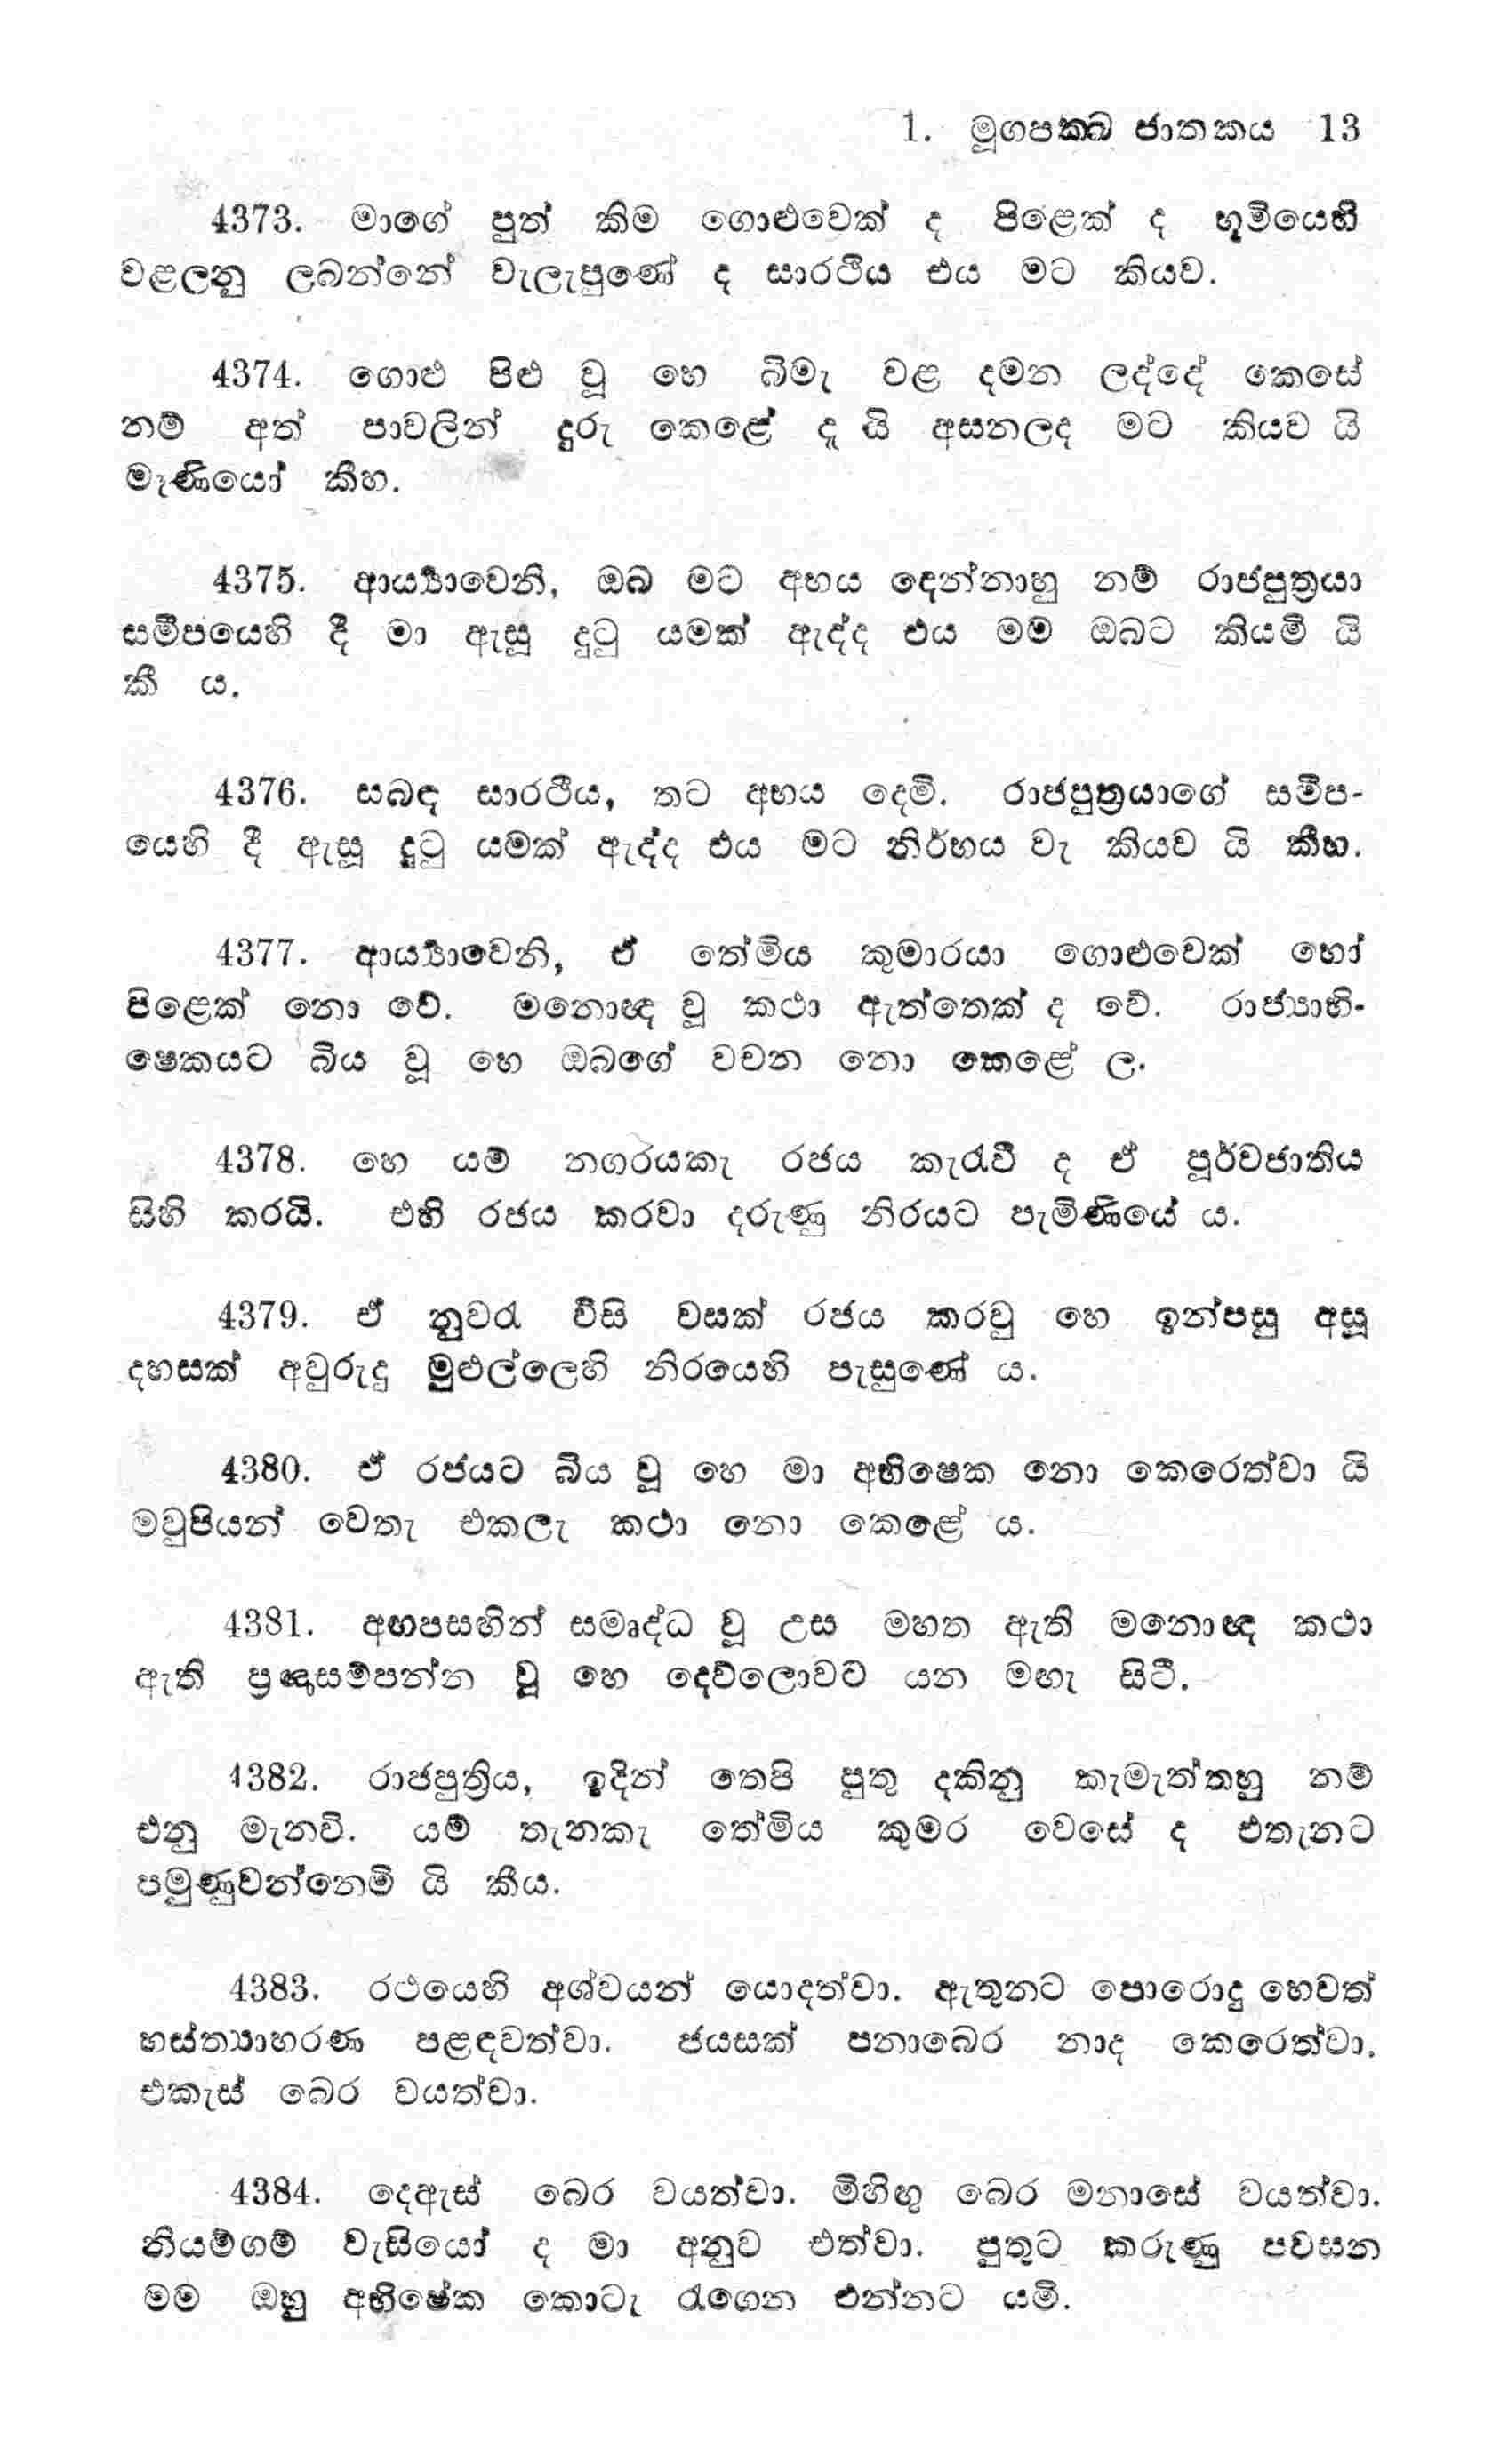 1. මූගපක්ඛ ජාතකය 13
4373. මාගේ පුත් කිම ගොළුවෙක් ද පිළෙක් ද භූමියෙහි
වළලනු ලබන්නේ වැලැපුණේ ද සාරථිය එය මට කියව.
4374. ගොළු පිළු වූ හෙ බිමැ වළ දමන ලද්දේ කෙසේ
නම් අත් පාවලින් දුරු කෙළේ දැ යි අසනලද මට කියව යි
මෑණියෝ කීහ.
4375. ආර්‍ය්‍යාවෙනි, ඔබ මට අභය දෙන්නාහු නම් රාජපුත්‍රයා
සමීපයෙහි දී මා ඇසූ දුටු යමක් ඇද්ද එය මම ඔබට කියමි යි
කී ය.
4376. සබඳ සාරථිය, තට අභය දෙමි. රාජපුත්‍රයාගේ සමීප-
යෙහි දී ඇසූ දුටු යමක් ඇද්ද එය මට නිර්භය වැ කියව යි කීහ.
4377. ආර්‍ය්‍යාවෙනි, ඒ තේමිය කුමාරයා ගොළුවෙක් හෝ
පිළෙක් නො වේ. මනොඥ වූ කථා ඇත්තෙක් ද වේ. රාජ්‍යාභි-
ෂෙකයට බිය වූ හෙ ඔබගේ වචන නො කෙළේ ල.
4378. හෙ යම් නගරයකැ රජය කැරැවී ද ඒ පූර්වජාතිය
සිහි කරයි. එහි රජය කරවා දරුණු නිරයට පැමිණියේ ය.
4379. ඒ නුවරැ විසි වසක් රජය කරවු හෙ ඉන්පසු අසූ
දහසක් අවුරුදු මුළුල්ලෙහි නිරයෙහි පැසුණේ ය.
4380. ඒ රජයට බිය වූ හෙ මා අභිෂෙක නො කෙරෙත්වා යි
මවුපියන් වෙතැ එකලැ කථා නො කෙළේ ය.
4381. අඟපසඟින් සමෘද්ධ වූ උස මහත ඇති මනොඥ කථා
ඇති ප්‍රඥාසම්පන්න වූ හෙ දෙව්ලොවට යන මඟැ සිටී.
4382. රාජපුත්‍රිය, ඉදින් තෙපි පුතු දකිනු කැමැත්තහු නම්
එනු මැනවි. යම් තැනකැ තේමිය කුමර වෙසේ ද එතැනට
පමුණුවන්නෙමි යි කීය.
4383. රථයෙහි අශ්වයන් යොදත්වා. ඇතුනට පොරොදු හෙවත්
හස්ත්‍යාභරණ පළඳවත්වා. ජයසක් පනාබෙර නාද කෙරෙත්වා.
එකැස් බෙර වයත්වා.
4384. දෙඇස් බෙර වයත්වා. මිහිඟු බෙර මනාසේ වයත්වා.
නියම්ගම් වැසියෝ ද මා අනුව එත්වා. පුතුට කරුණු පවසන
මම ඔහු අභිෂේක කොටැ රැගෙන එන්නට යමි.